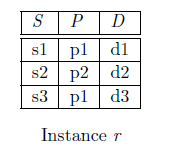 S P D
s1 p1 d1
s2 p2 d2
s3 p1 d3
Instance r